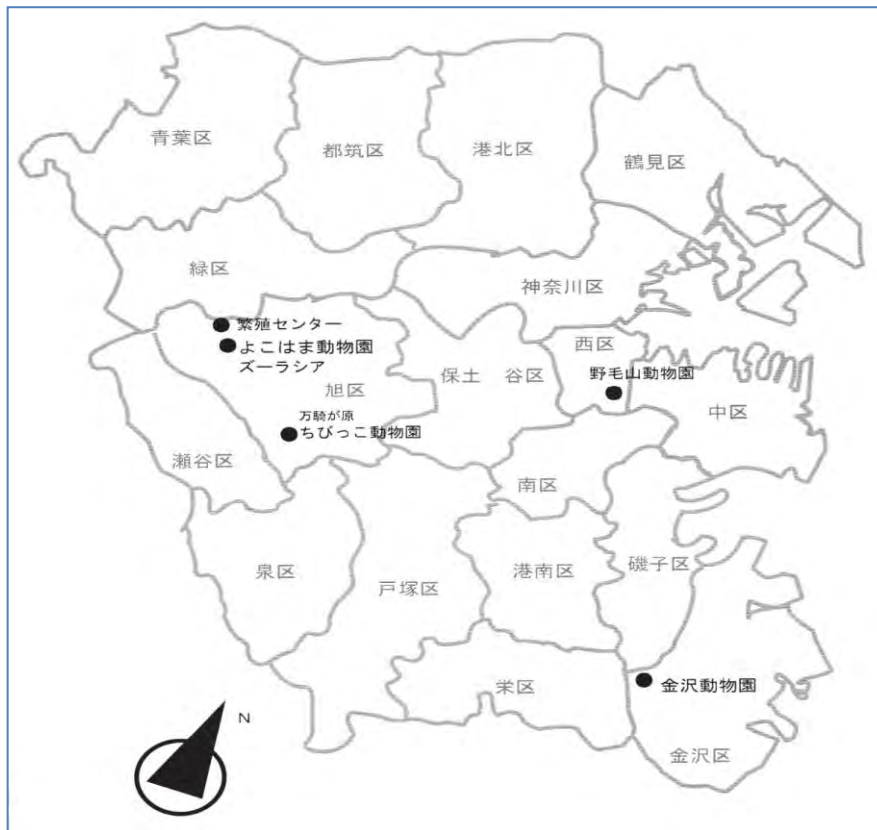 青葉区
都筑区
港北区
鶴見区
緑区
神奈川区
繁殖センター
よこはま動物園
ズーラシア
西区
保土 谷区
野毛山動物園
旭区
中区
万騎が原
ちびっこ動物園
瀬谷区
南区
泉区
戸塚区
港南区
磯子区
栄区
金沢動物園
N
金沢区